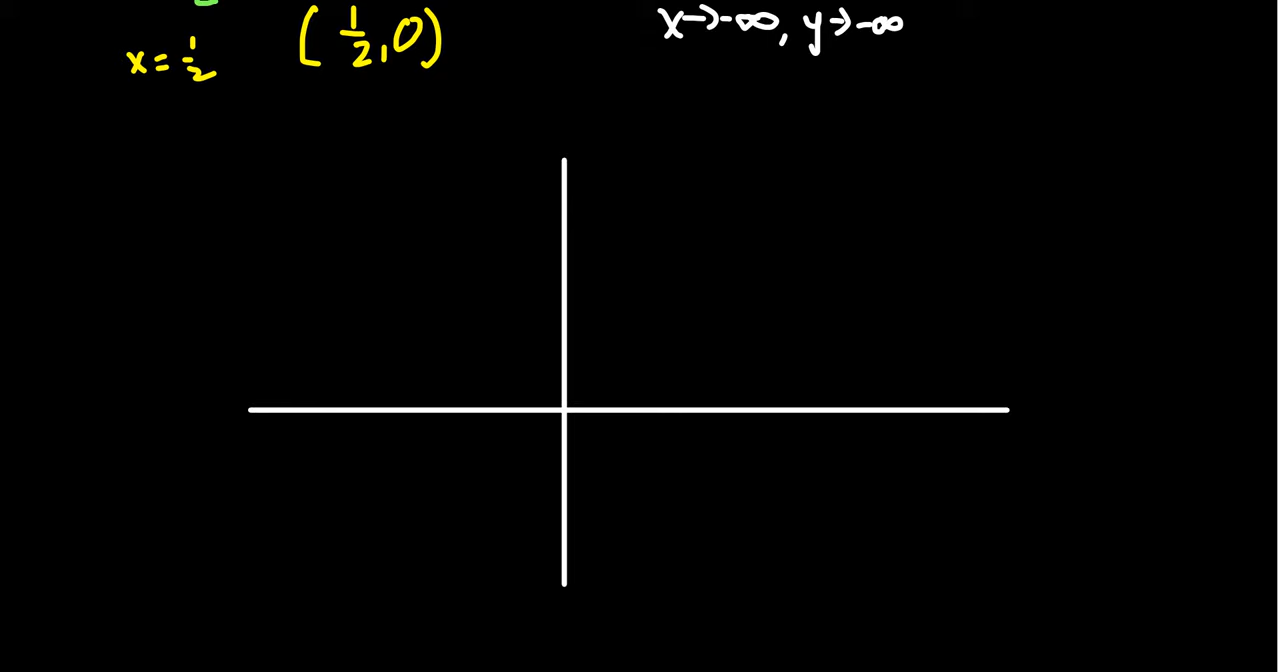 (1/2, 0)
x→-∞, y→-∞
x = 1/2